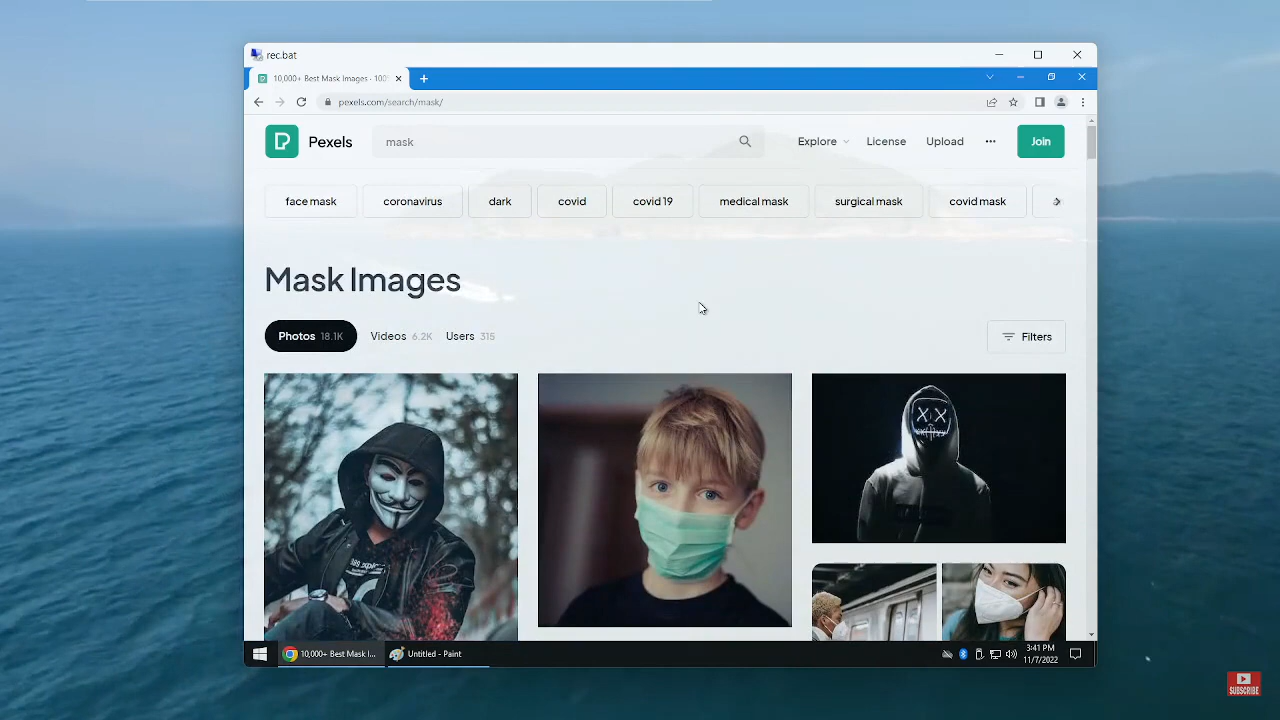 rec.bat
10,000+ Best Mask Images · 100
pexels.com/search/mask/
Pexels
mask
Explore
License
Upload
Join
face mask
coronavirus
dark
covid
covid 19
medical mask
surgical mask
covid mask
Mask Images
Photos 18.1K
Videos 6.2K
Users 315
Filters
10,000+ Best Mask I...
Untitled - Paint
3:41 PM
11/7/2022
SUBSCRIBE